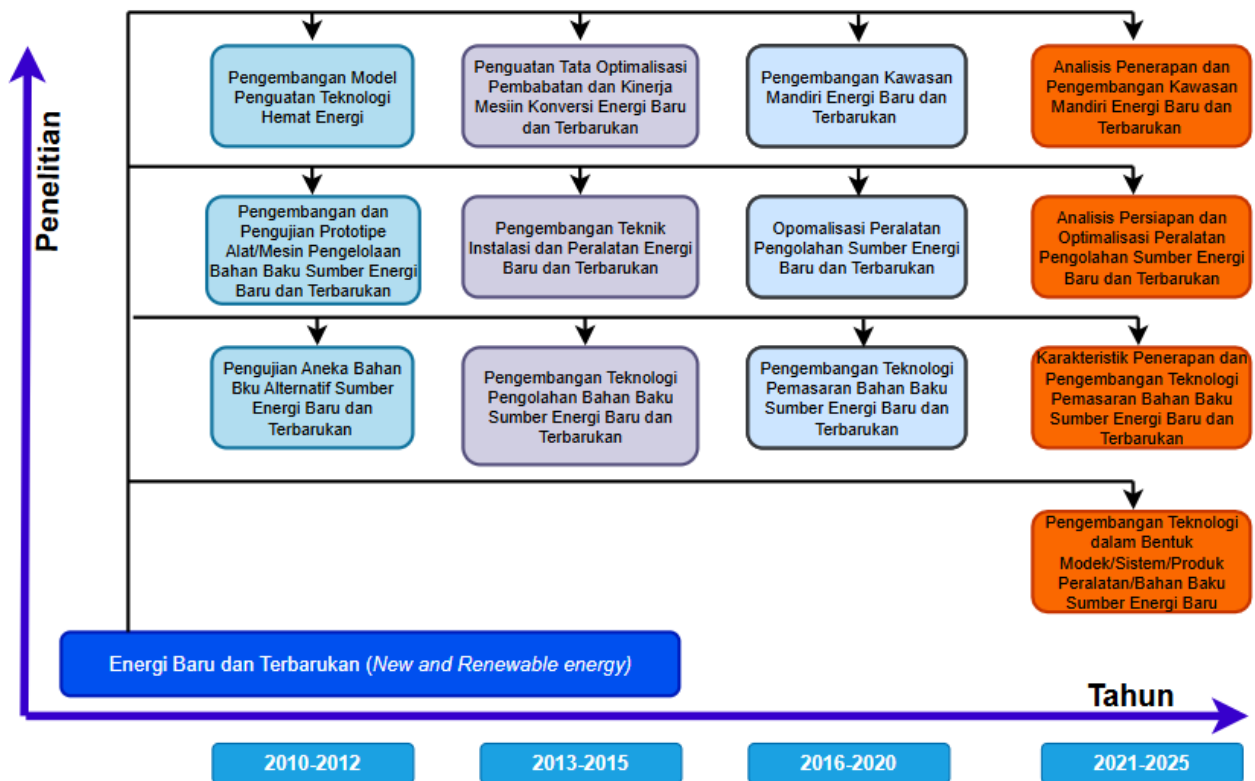 Penelitian
Pengembangan Model
Penguatan Teknologi
Hemat Energi
Penguatan Tata Optimalisasi
Pembabatan dan Kinerja
Mesiin Konversi Energi Baru
dan Terbarukan
Pengembangan Kawasan
Mandiri Energi Baru dan
Terbarukan
Analisis Penerapan dan
Pengembangan Kawasan
Mandiri Energi Baru dan
Terbarukan
Pengembangan dan
Pengujian Prototipe
Alat/Mesin Pengelolaan
Bahan Baku Sumber Energi
Baru dan Terbarukan
Pengembangan Teknik
Instalasi dan Peralatan Energi
Baru dan Terbarukan
Opomalisasi Peralatan
Pengolahan Sumber Energi
Baru dan Terbarukan
Analisis Persiapan dan
Optimalisasi Peralatan
Pengolahan Sumber Energi
Baru dan Terbarukan
Pengujian Aneka Bahan
Bku Alternatif Sumber
Energi Baru dan
Terbarukan
Pengembangan Teknologi
Pengolahan Bahan Baku
Sumber Energi Baru dan
Terbarukan
Pengembangan Teknologi
Pemasaran Bahan Baku
Sumber Energi Baru dan
Terbarukan
Karakteristik Penerapan dan
Pengembangan Teknologi
Pemasaran Bahan Baku
Sumber Energi Baru dan
Terbarukan
Pengembangan Teknologi
dalam Bentuk
Modek/Sistem/Produk
Peralatan/Bahan Baku
Sumber Energi Baru
Energi Baru dan Terbarukan (New and Renewable energy)
Tahun
2010-2012
2013-2015
2016-2020
2021-2025